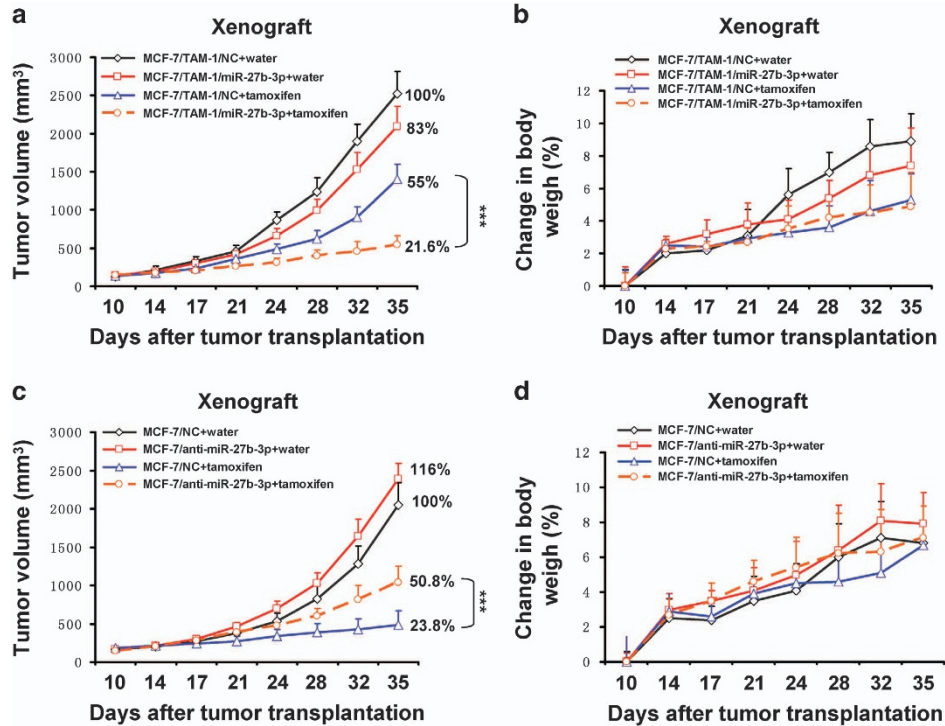 a
Xenograft
MCF-7/TAM-1/NC+water
MCF-7/TAM-1/miR-27b-3p+water
MCF-7/TAM-1/NC+tamoxifen
MCF-7/TAM-1/miR-27b-3p+tamoxifen
Tumor volume (mm³)
3000
2500
2000
1500
1000
500
0
100%
83%
55%
21.6%
***
10 14 17 21 24 28 32 35
Days after tumor transplantation
b
Xenograft
MCF-7/TAM-1/NC+water
MCF-7/TAM-1/miR-27b-3p+water
MCF-7/TAM-1/NC+tamoxifen
MCF-7/TAM-1/miR-27b-3p+tamoxifen
Change in body
weigh (%)
12
10
8
6
4
2
0
10 14 17 21 24 28 32 35
Days after tumor transplantation
c
Xenograft
MCF-7/NC+water
MCF-7/anti-miR-27b-3p+water
MCF-7/NC+tamoxifen
MCF-7/anti-miR-27b-3p+tamoxifen
Tumor volume (mm³)
3000
2500
2000
1500
1000
500
0
116%
100%
50.8%
23.8%
***
10 14 17 21 24 28 32 35
Days after tumor transplantation
d
Xenograft
MCF-7/NC+water
MCF-7/anti-miR-27b-3p+water
MCF-7/NC+tamoxifen
MCF-7/anti-miR-27b-3p+tamoxifen
Change in body
weigh (%)
12
10
8
6
4
2
0
10 14 17 21 24 28 32 35
Days after tumor transplantation